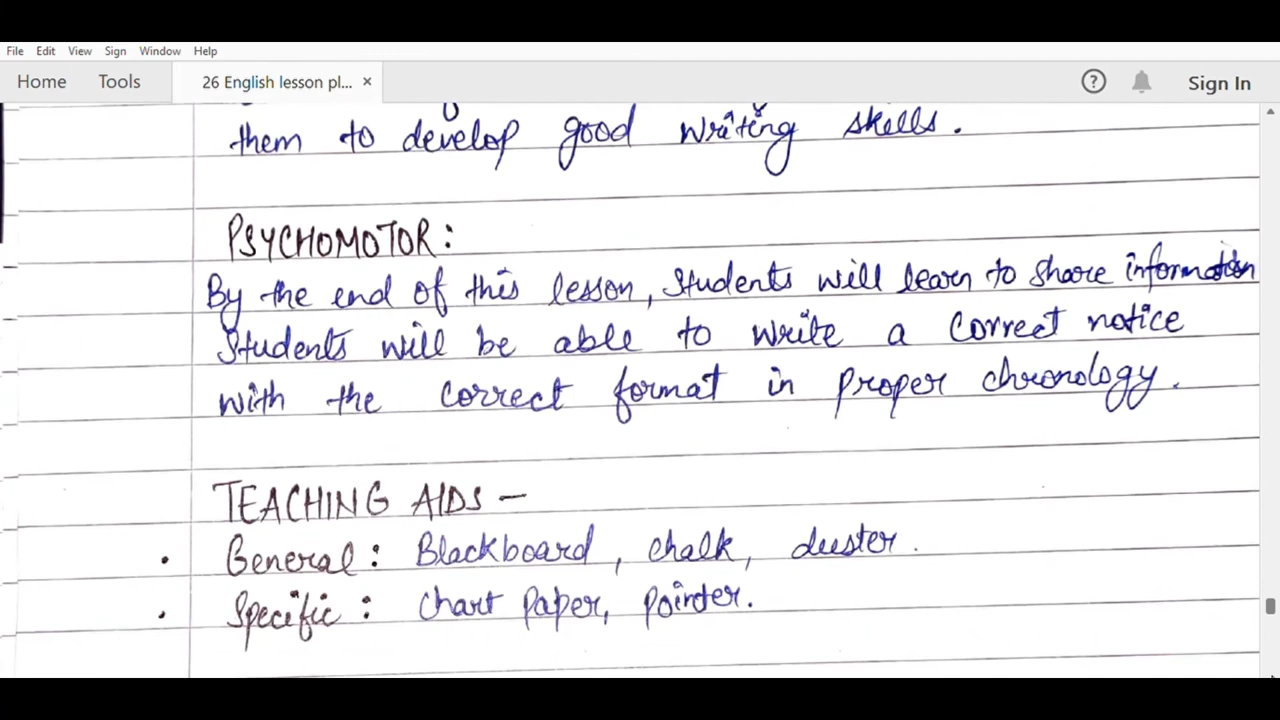 File Edit View Sign Window Help
Home Tools 26 English lesson pl... × ? Sign In
them to develop good writing skills.
PSYCHOMOTOR:
By the end of this lesson, students will learn to share information
Students will be able to write a correct notice
with the correct format in proper chronology.
TEACHING AIDS -
• General: Blackboard, chalk, duster.
• Specific: Chart paper, pointer.